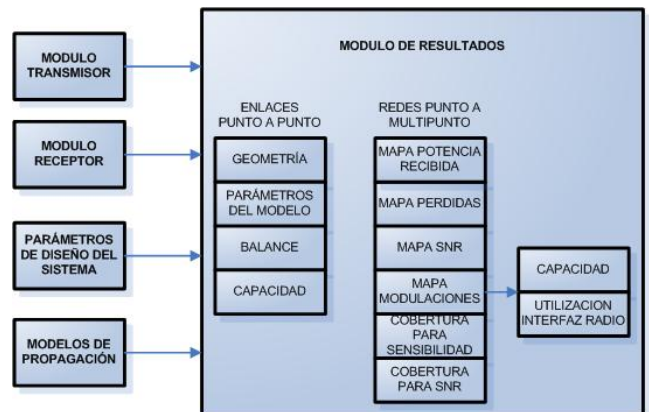 MODULO
TRANSMISOR
MODULO
RECEPTOR
PARÁMETROS
DE DISEÑO DEL
SISTEMA
MODELOS DE
PROPAGACIÓN
MODULO DE RESULTADOS
ENLACES
PUNTO A PUNTO
GEOMETRÍA
PARÁMETROS
DEL MODELO
BALANCE
CAPACIDAD
REDES PUNTO A
MULTIPUNTO
MAPA POTENCIA
RECIBIDA
MAPA PERDIDAS
MAPA SNR
MAPA
MODULACIONES
COBERTURA
PARA
SENSIBILIDAD
COBERTURA
PARA SNR
CAPACIDAD
UTILIZACION
INTERFAZ RADIO